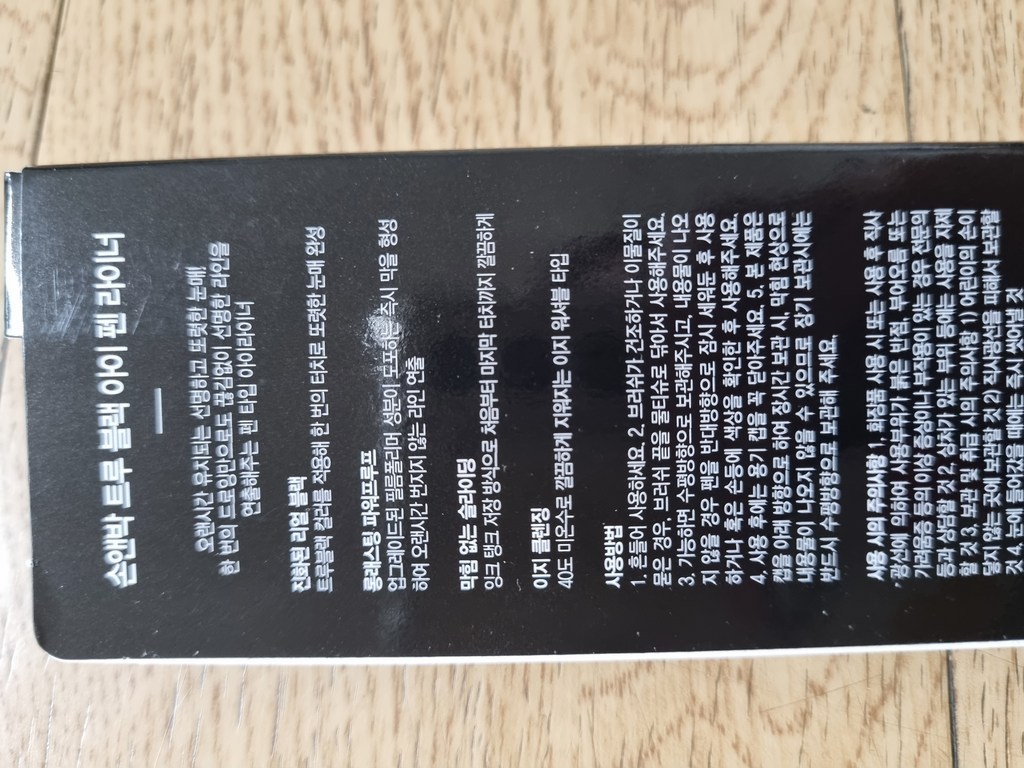 손앤박 트루 블랙 아이 펜 라이너
오랜시간 유지되는 선명하고 또렷한 눈매!
한 번의 드로잉만으로도 끊김없이 선명한 라인을
연출해주는 펜 타입 아이라이너
진화된 리얼 블랙
트루블랙 컬러를 적용해 한 번의 터치로 또렷한 눈매 완성
롱래스팅 파워프루프
업그레이드된 필름폴리머 성분이 도포하는 즉시 막을 형성
하여 오랜시간 번지지 않는 라인 연출
막힘 없는 슬라이딩
잉크 탱크 저장 방식으로 처음부터 마지막 터치까지 깔끔하게
이지 클렌징
40도 미온수로 깔끔하게 지워지는 이지 워셔블 타입
사용방법
1. 흔들어 사용하세요. 2. 브러쉬가 건조하거나 이물질이
묻은 경우, 브러쉬 끝을 물티슈로 닦아서 사용해주세요.
3. 가능하면 수평방향으로 보관해주시고, 내용물이 나오
지 않을 경우 펜을 반대방향으로 잠시 세워둔 후 사용
하거나 혹은 손등에 색상을 확인한 후 사용해주세요.
4. 사용 후에는 용기 캡을 꼭 닫아주세요. 5. 본 제품은
캡을 아래 방향으로 하여 장시간 보관 시, 막힘 현상으로
내용물이 나오지 않을 수 있으므로 장기 보관시에는
반드시 수평방향으로 보관해 주세요.
사용 시의 주의사항 1. 화장품 사용 시 또는 사용 후 직사
광선에 의하여 사용부위가 붉은 반점, 부어오름 또는
가려움증 등의 이상 증상이나 부작용이 있는 경우 전문의
등과 상담할 것 2. 상처가 있는 부위 등에는 사용을 자제
할 것 3. 보관 및 취급 시의 주의사항 1) 어린이의 손이
닿지 않는 곳에 보관할 것 2) 직사광선을 피해서 보관할
것 4. 눈에 들어갔을 때에는 즉시 씻어낼 것